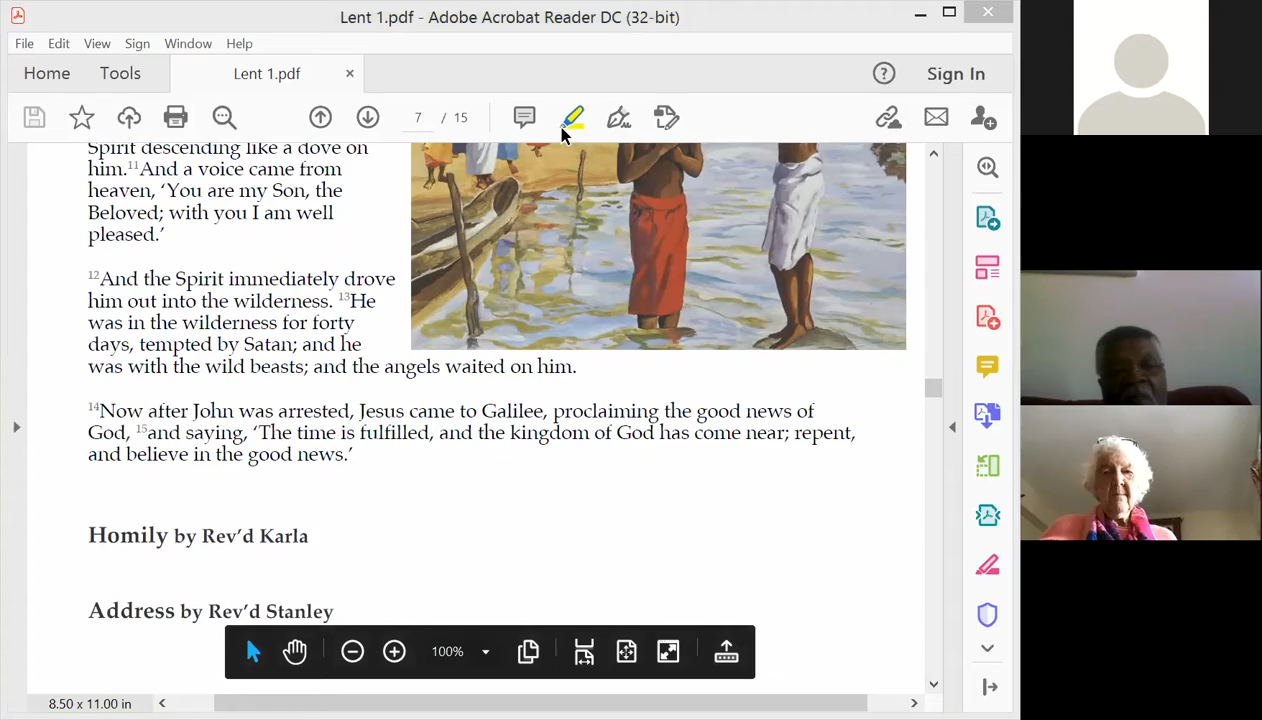 Lent 1.pdf - Adobe Acrobat Reader DC (32-bit)
File Edit View Sign Window Help
Home Tools Lent 1.pdf × Sign In
7 / 15
Spirit descending like a dove on
him.¹¹And a voice came from
heaven, ‘You are my Son, the
Beloved; with you I am well
pleased.’
¹²And the Spirit immediately drove
him out into the wilderness. ¹³He
was in the wilderness for forty
days, tempted by Satan; and he
was with the wild beasts; and the angels waited on him.
¹⁴Now after John was arrested, Jesus came to Galilee, proclaiming the good news of
God, ¹⁵and saying, ‘The time is fulfilled, and the kingdom of God has come near; repent,
and believe in the good news.’
Homily by Rev’d Karla
Address by Rev’d Stanley
100%
8.50 x 11.00 in